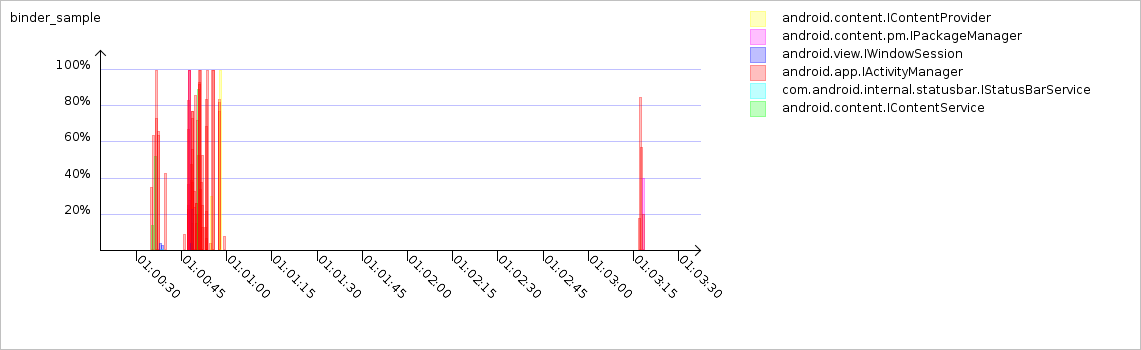 binder_sample
android.content.IContentProvider
android.content.pm.IPackageManager
android.view.IWindowSession
android.app.IActivityManager
com.android.internal.statusbar.IStatusBarService
android.content.IContentService
100%
80%
60%
40%
20%
01:00:30
01:00:45
01:01:00
01:01:15
01:01:30
01:01:45
01:02:00
01:02:15
01:02:30
01:02:45
01:03:00
01:03:15
01:03:30